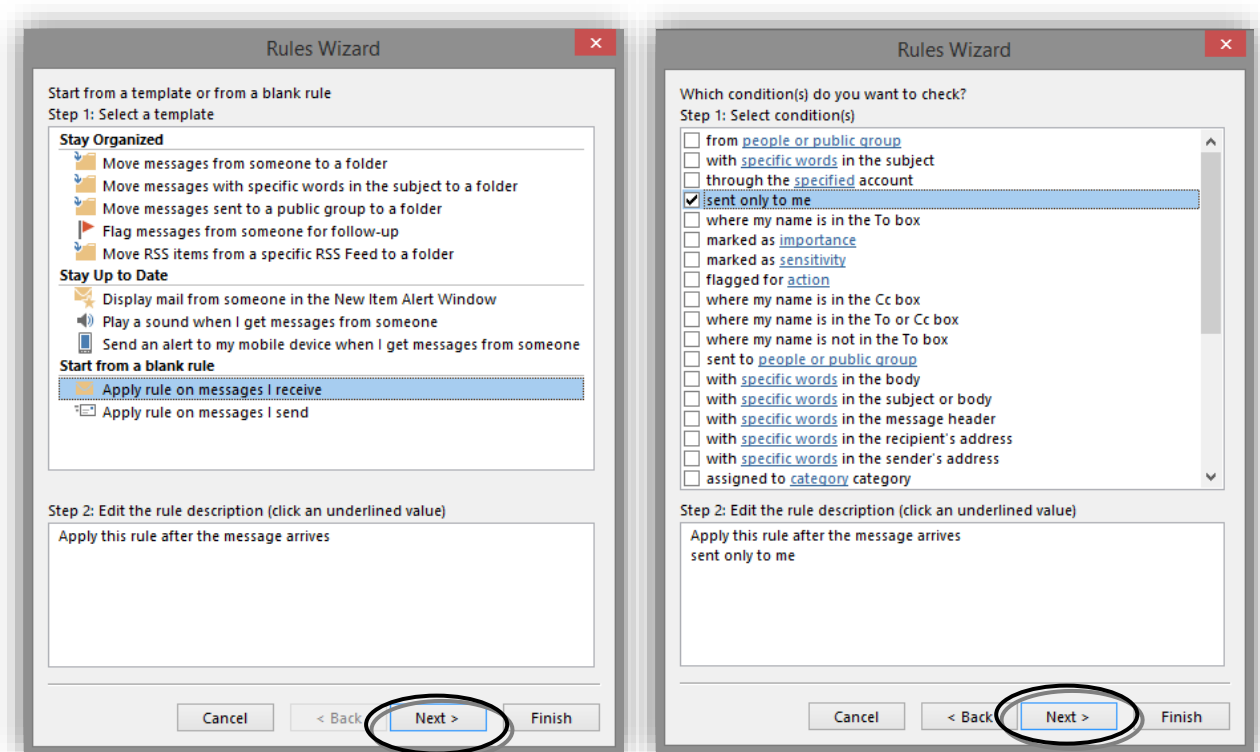 Rules Wizard
Start from a template or from a blank rule
Step 1: Select a template
Stay Organized
Move messages from someone to a folder
Move messages with specific words in the subject to a folder
Move messages sent to a public group to a folder
Flag messages from someone for follow-up
Move RSS items from a specific RSS Feed to a folder
Stay Up to Date
Display mail from someone in the New Item Alert Window
Play a sound when I get messages from someone
Send an alert to my mobile device when I get messages from someone
Start from a blank rule
Apply rule on messages I receive
Apply rule on messages I send
Step 2: Edit the rule description (click an underlined value)
Apply this rule after the message arrives
Cancel
< Back
Next >
Finish
Rules Wizard
Which condition(s) do you want to check?
Step 1: Select condition(s)
from people or public group
with specific words in the subject
through the specified account
sent only to me
where my name is in the To box
marked as importance
marked as sensitivity
flagged for action
where my name is in the Cc box
where my name is in the To or Cc box
where my name is not in the To box
sent to people or public group
with specific words in the body
with specific words in the subject or body
with specific words in the message header
with specific words in the recipient's address
with specific words in the sender's address
assigned to category category
Step 2: Edit the rule description (click an underlined value)
Apply this rule after the message arrives
sent only to me
Cancel
< Back
Next >
Finish